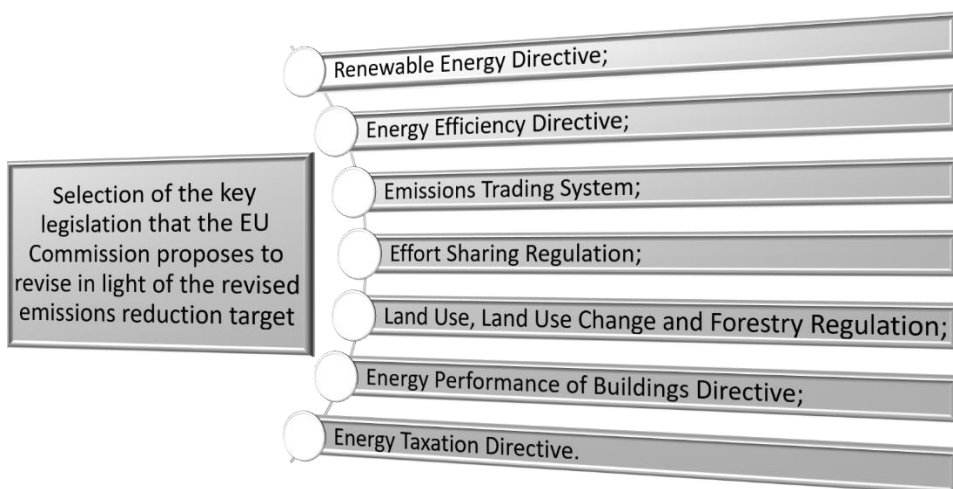 Selection of the key
legislation that the EU
Commission proposes to
revise in light of the revised
emissions reduction target
Renewable Energy Directive;
Energy Efficiency Directive;
Emissions Trading System;
Effort Sharing Regulation;
Land Use, Land Use Change and Forestry Regulation;
Energy Performance of Buildings Directive;
Energy Taxation Directive.